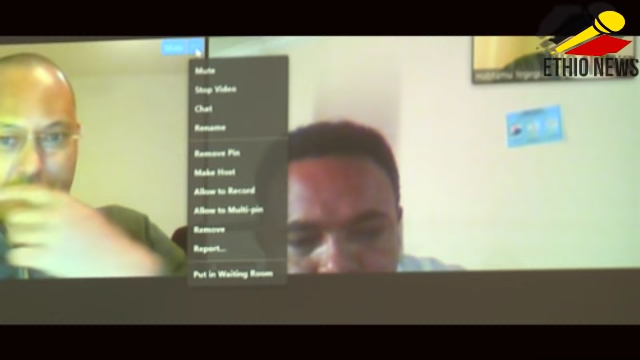 Mute
ETHIO NEWS
Mute
Stop Video
Chat
Rename
Remove Pin
Make Host
Allow to Record
Allow to Multi-pin
Remove
Report...
Put in Waiting Room